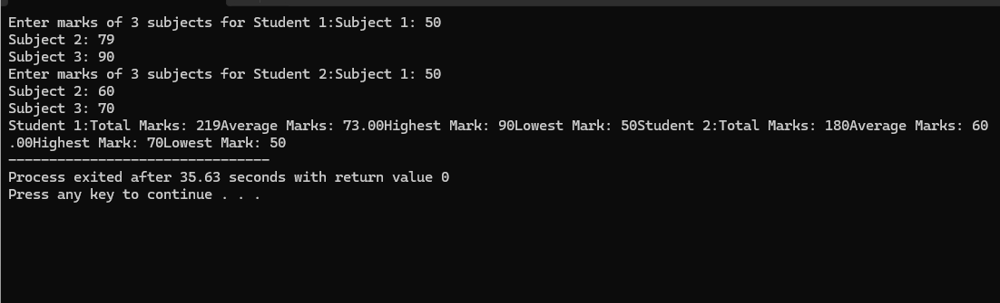 Enter marks of 3 subjects for Student 1:Subject 1: 50
Subject 2: 79
Subject 3: 90
Enter marks of 3 subjects for Student 2:Subject 1: 50
Subject 2: 60
Subject 3: 70
Student 1:Total Marks: 219Average Marks: 73.00Highest Mark: 90Lowest Mark: 50Student 2:Total Marks: 180Average Marks: 60
.00Highest Mark: 70Lowest Mark: 50
--------------------------------
Process exited after 35.63 seconds with return value 0
Press any key to continue . . .